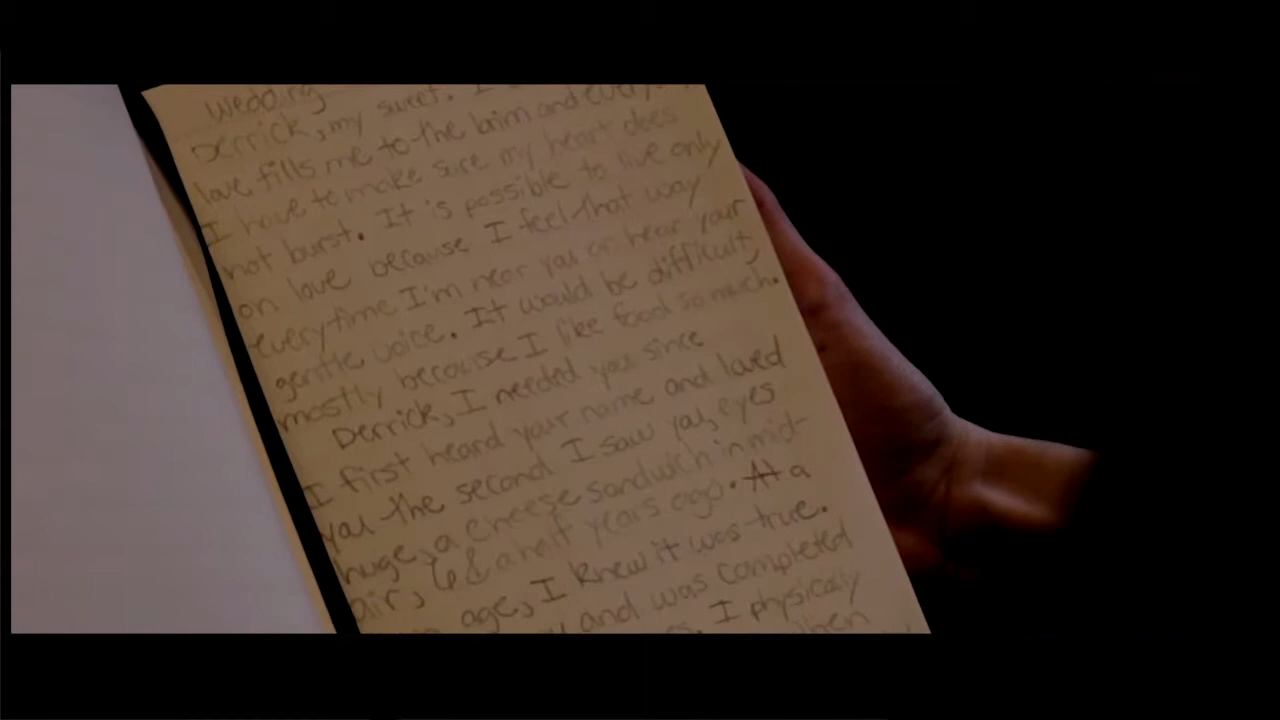 wedding
Derrick, my sweet. I
love fills me to the brim and every
I have to make sure my heart does
not burst. It is possible to live only
on love because I feel that way
everytime I'm near you or hear your
gentle voice. It would be difficult,
mostly because I like food so much.
Derrick, I needed you since
I first heard your name and loved
you the second I saw you, eyes
huge, a cheese sandwich in mid-
air, 6 & a half years ago. At a
age, I knew it was true.
and was completed
I physically
when